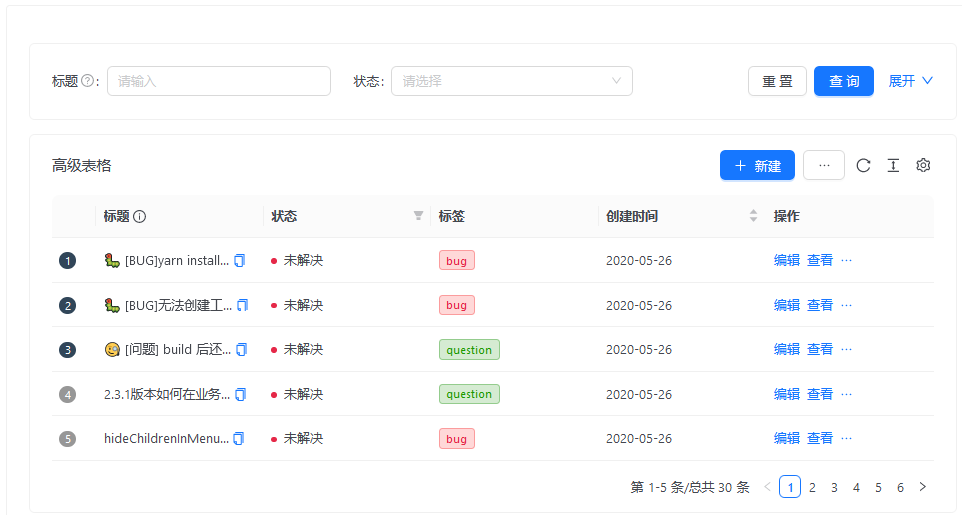 标题 : 请输入 状态 : 请选择 重 置 查 询 展开
高级表格 + 新建 ...
标题 状态 标签 创建时间 操作
1 🐛 [BUG]yarn install... 未解决 bug 2020-05-26 编辑 查看 ...
2 🐛 [BUG]无法创建工... 未解决 bug 2020-05-26 编辑 查看 ...
3 🧐 [问题] build 后还... 未解决 question 2020-05-26 编辑 查看 ...
4 2.3.1版本如何在业务... 未解决 question 2020-05-26 编辑 查看 ...
5 hideChildrenInMenu... 未解决 bug 2020-05-26 编辑 查看 ...
第 1-5 条/总共 30 条 < 1 2 3 4 5 6 >